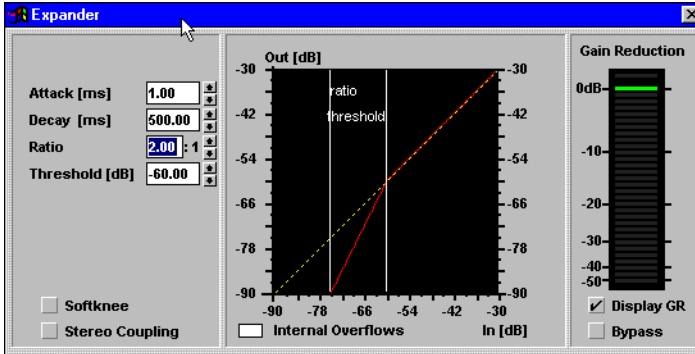 Expander
Attack [ms] 1.00
Decay [ms] 500.00
Ratio 2.00 : 1
Threshold [dB] -60.00
Softknee
Stereo Coupling
Out [dB]
-30 -30
ratio
-42 -42
threshold
-54 -54
-66 -66
-78 -78
-90 -90
-90 -78 -66 -54 -42 -30
Internal Overflows In [dB]
Gain Reduction
0dB
-10
-20
-30
-40
-50
Display GR
Bypass